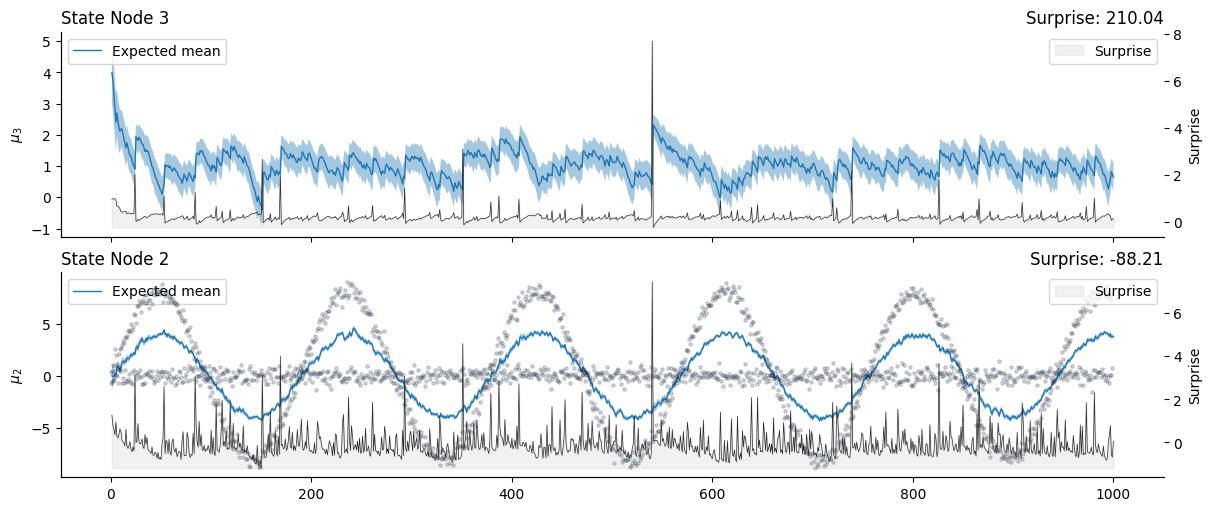 State Node 3
Surprise: 210.04
Expected mean
Surprise
5
4
3
2
1
0
−1
μ3
8
6
4
2
0
Surprise
State Node 2
Surprise: -88.21
Expected mean
Surprise
5
0
−5
μ2
6
4
2
0
Surprise
0
200
400
600
800
1000